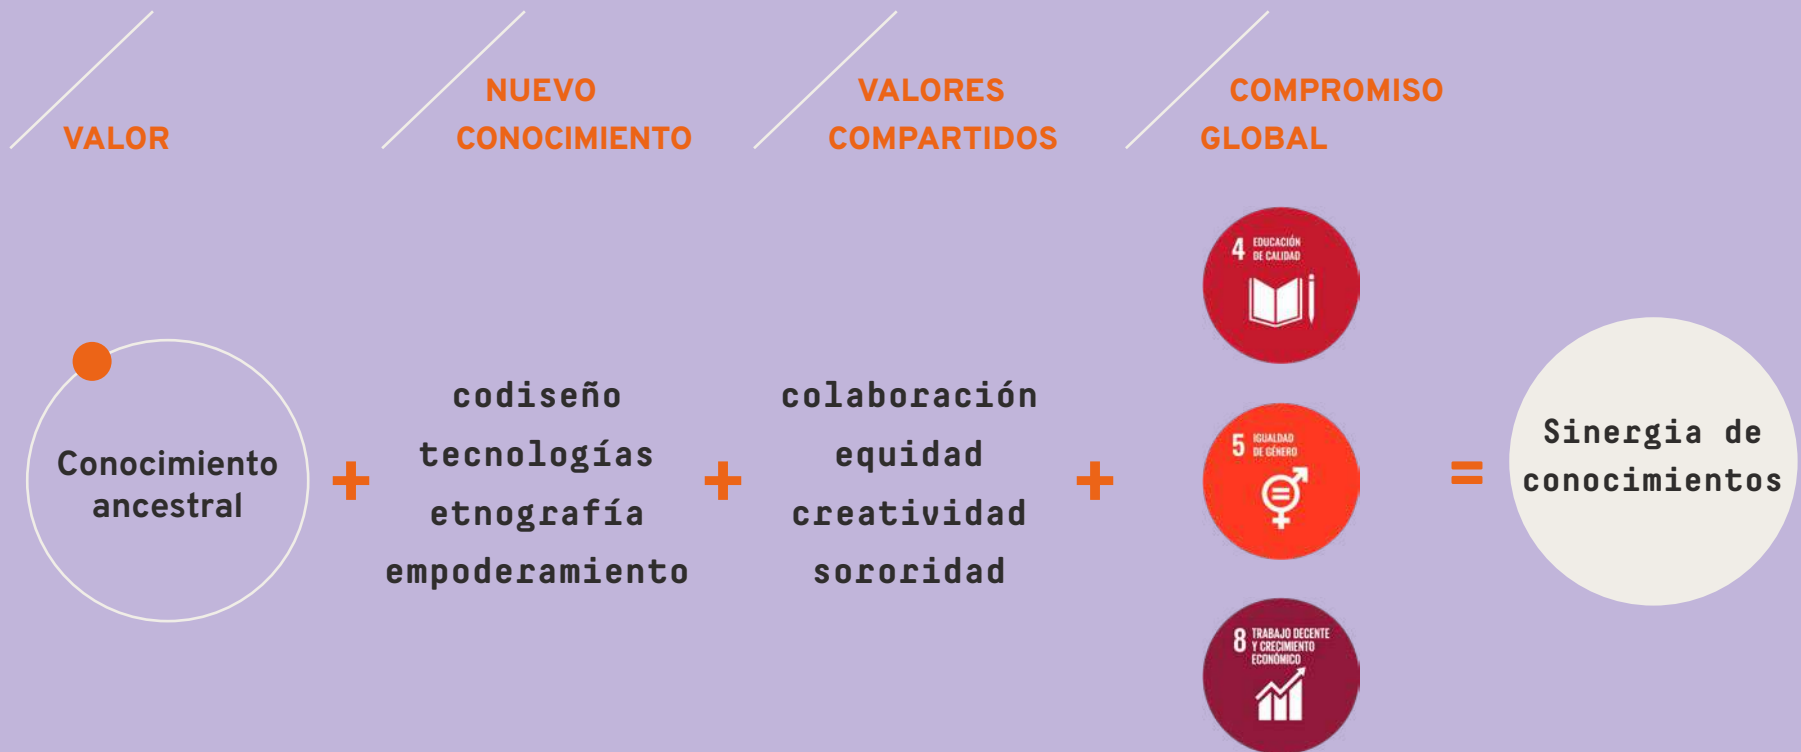 VALOR
NUEVO
CONOCIMIENTO
VALORES
COMPARTIDOS
COMPROMISO
GLOBAL
Conocimiento
ancestral
+
codiseño
tecnologías
etnografía
empoderamiento
+
colaboración
equidad
creatividad
sororidad
+
4 EDUCACIÓN
DE CALIDAD
5 IGUALDAD
DE GÉNERO
8 TRABAJO DECENTE
Y CRECIMIENTO
ECONÓMICO
=
Sinergia de
conocimientos